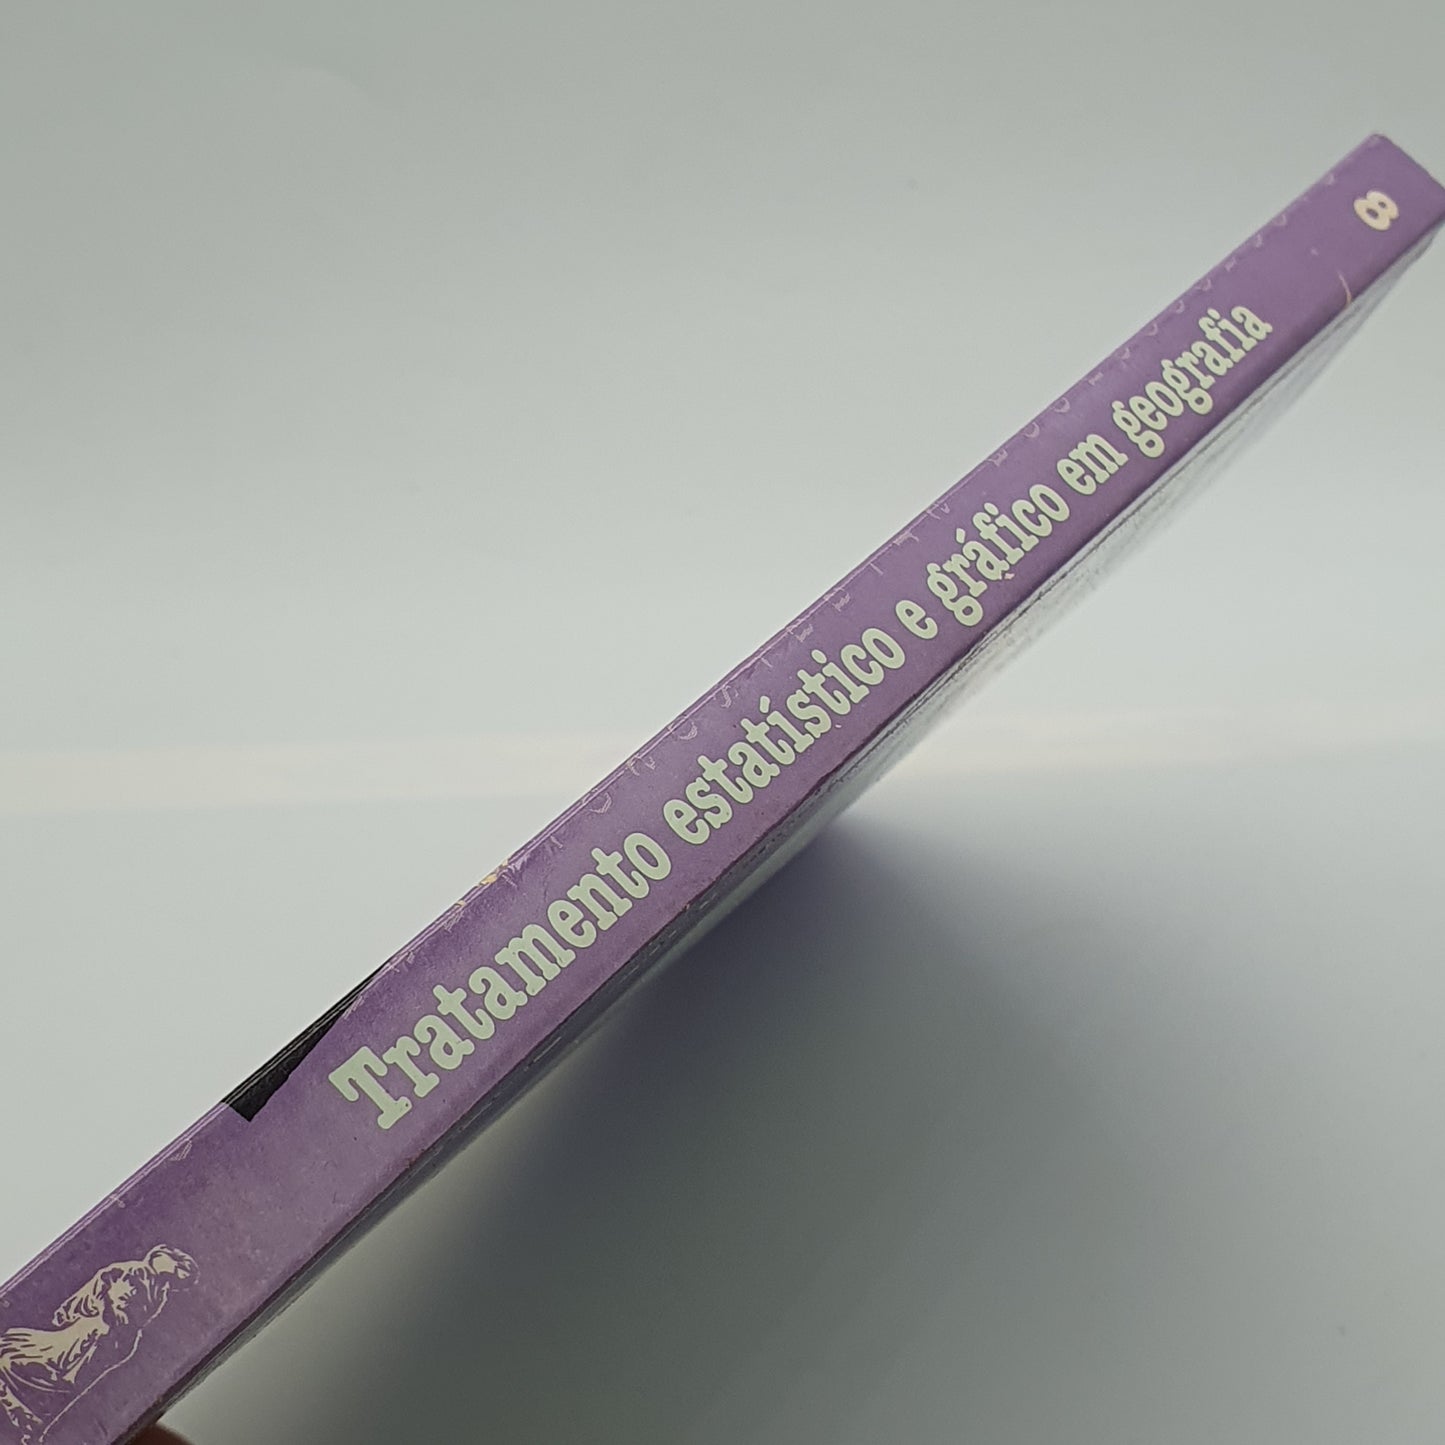 Tratamento estatístico e gráfico em geografia
8